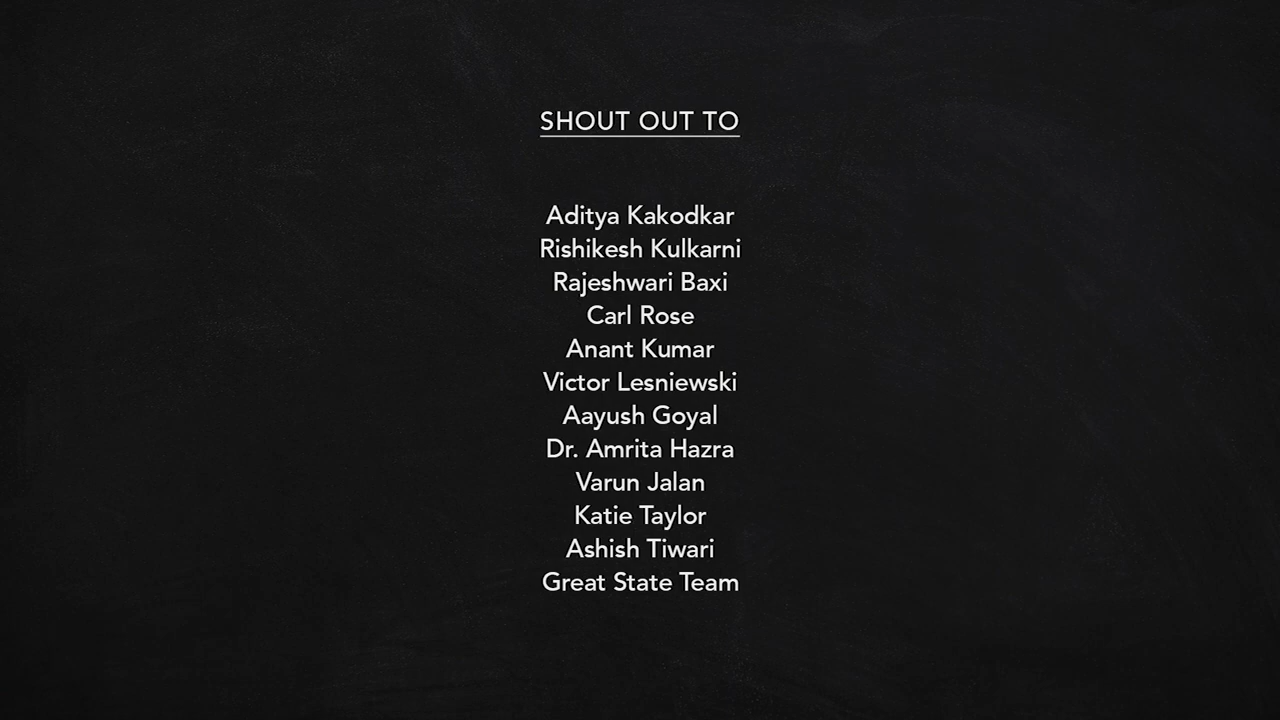 SHOUT OUT TO
Aditya Kakodkar
Rishikesh Kulkarni
Rajeshwari Baxi
Carl Rose
Anant Kumar
Victor Lesniewski
Aayush Goyal
Dr. Amrita Hazra
Varun Jalan
Katie Taylor
Ashish Tiwari
Great State Team